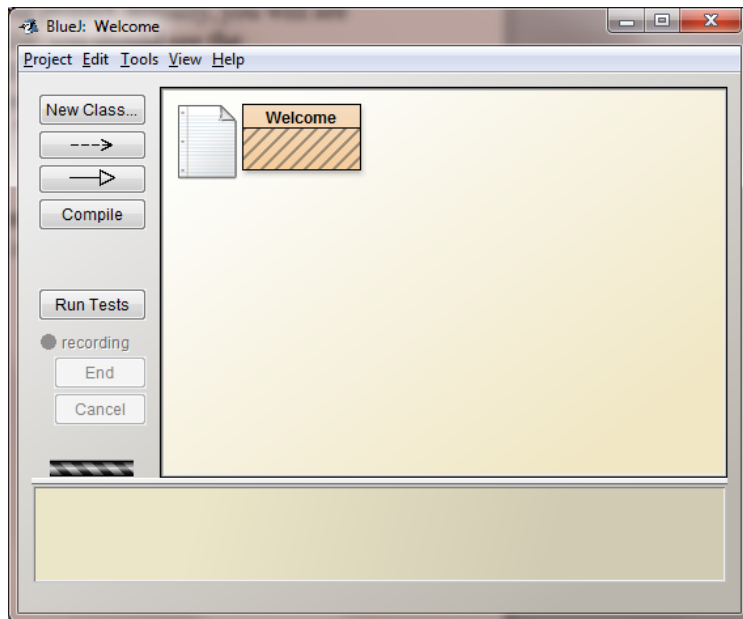 BlueJ: Welcome
Project Edit Tools View Help
New Class...
Compile
Run Tests
recording
End
Cancel
Welcome